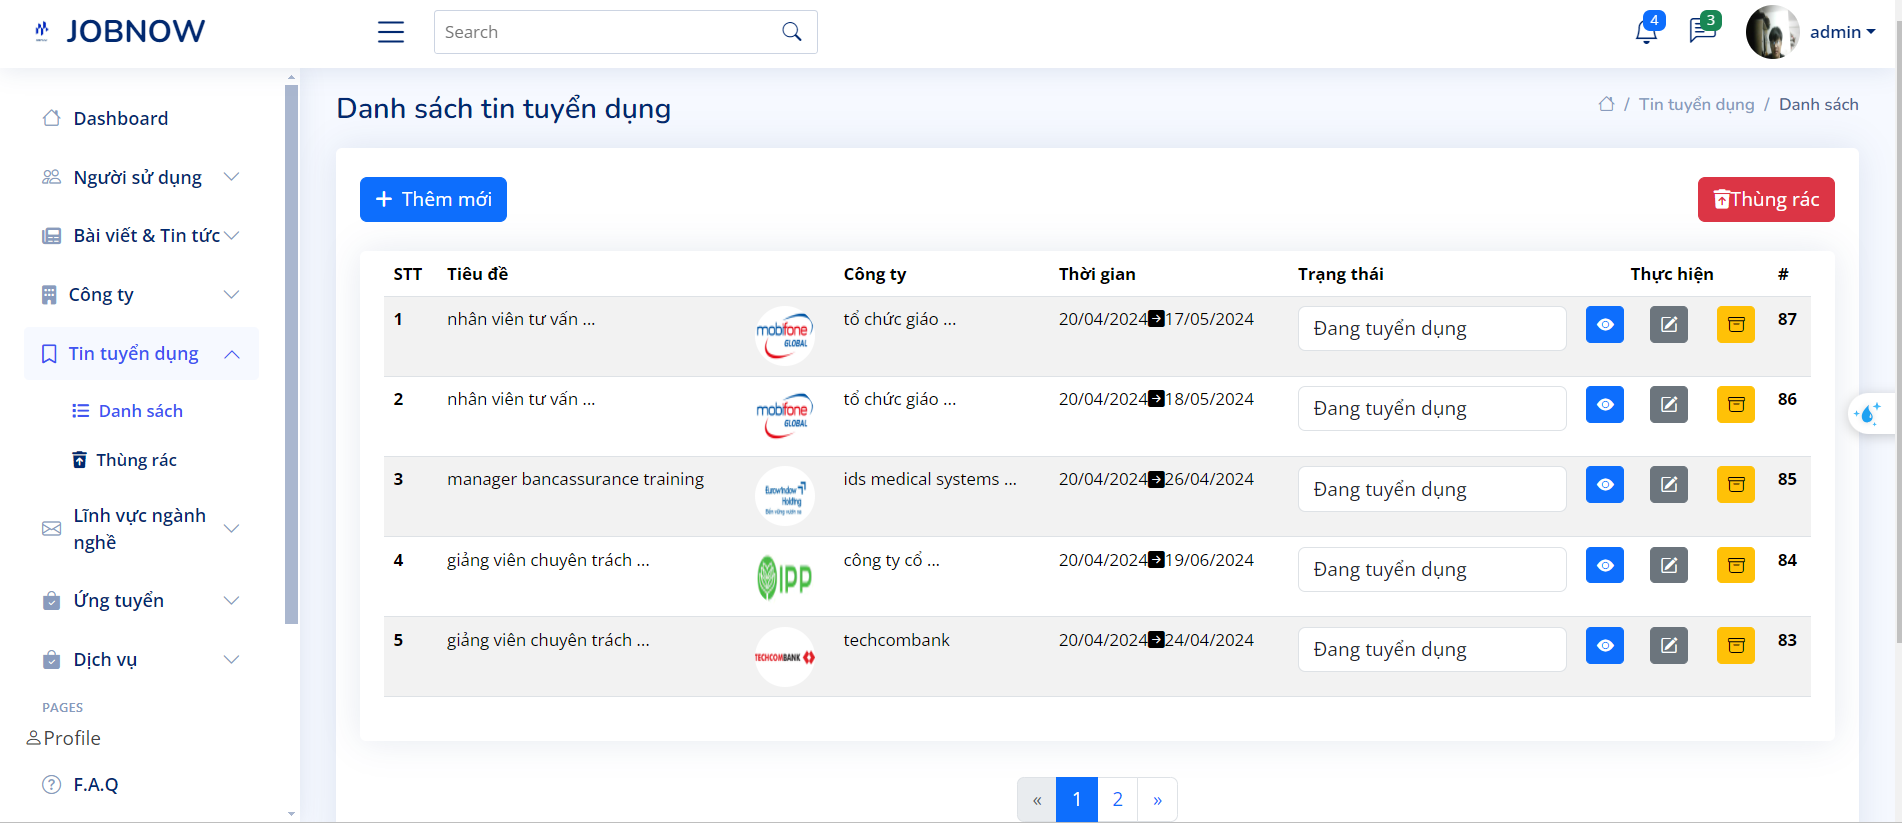 JOBNOW
Search
4
3
admin
Dashboard
Người sử dụng
Bài viết & Tin tức
Công ty
Tin tuyển dụng
Danh sách
Thùng rác
Lĩnh vực ngành
nghề
Ứng tuyển
Dịch vụ
PAGES
Profile
F.A.Q
Danh sách tin tuyển dụng
/ Tin tuyển dụng / Danh sách
+ Thêm mới
Thùng rác
STT Tiêu đề Công ty Thời gian Trạng thái Thực hiện #
1 nhân viên tư vấn ... mobifone GLOBAL tổ chức giáo ... 20/04/2024 17/05/2024 Đang tuyển dụng 87
2 nhân viên tư vấn ... mobifone GLOBAL tổ chức giáo ... 20/04/2024 18/05/2024 Đang tuyển dụng 86
3 manager bancassurance training Eurowindow Holding ids medical systems ... 20/04/2024 26/04/2024 Đang tuyển dụng 85
4 giảng viên chuyên trách ... IPP công ty cổ ... 20/04/2024 19/06/2024 Đang tuyển dụng 84
5 giảng viên chuyên trách ... TECHCOMBANK techcombank 20/04/2024 24/04/2024 Đang tuyển dụng 83
« 1 2 »